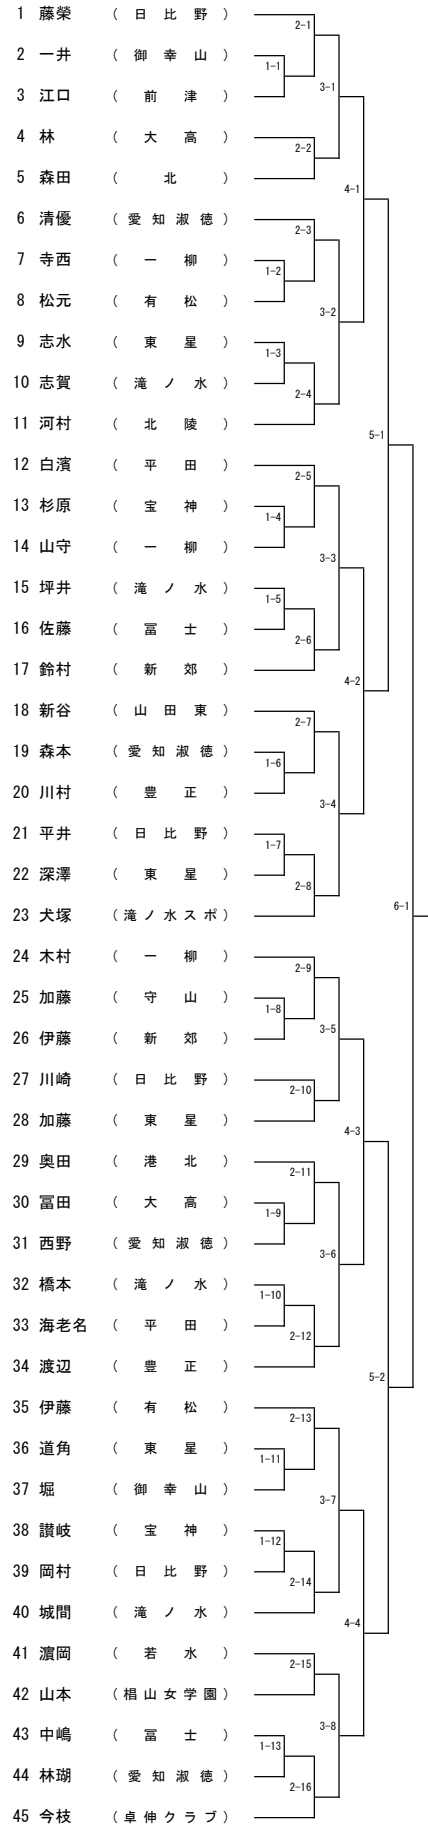 1 藤榮 ( 日 比 野 )
2-1
2 一井 ( 御 幸 山 )
1-1
3-1
3 江口 ( 前 津 )
4 林 ( 大 高 )
2-2
5 森田 ( 北 )
4-1
6 清優 ( 愛 知 淑 徳 )
2-3
7 寺西 ( 一 柳 )
1-2
8 松元 ( 有 松 )
3-2
9 志水 ( 東 星 )
1-3
10 志賀 ( 滝 ノ 水 )
2-4
11 河村 ( 北 陵 )
5-1
12 白濱 ( 平 田 )
2-5
13 杉原 ( 宝 神 )
1-4
14 山守 ( 一 柳 )
3-3
15 坪井 ( 滝 ノ 水 )
1-5
16 佐藤 ( 冨 士 )
2-6
17 鈴村 ( 新 郊 )
4-2
18 新谷 ( 山 田 東 )
2-7
19 森本 ( 愛 知 淑 徳 )
1-6
20 川村 ( 豊 正 )
3-4
21 平井 ( 日 比 野 )
1-7
22 深澤 ( 東 星 )
2-8
23 犬塚 ( 滝 ノ 水 ス ポ )
6-1
24 木村 ( 一 柳 )
2-9
25 加藤 ( 守 山 )
1-8
26 伊藤 ( 新 郊 )
3-5
27 川崎 ( 日 比 野 )
2-10
28 加藤 ( 東 星 )
4-3
29 奥田 ( 港 北 )
2-11
30 冨田 ( 大 高 )
1-9
31 西野 ( 愛 知 淑 徳 )
3-6
32 橋本 ( 滝 ノ 水 )
1-10
33 海老名 ( 平 田 )
2-12
34 渡辺 ( 豊 正 )
5-2
35 伊藤 ( 有 松 )
2-13
36 道角 ( 東 星 )
1-11
37 堀 ( 御 幸 山 )
3-7
38 讃岐 ( 宝 神 )
1-12
39 岡村 ( 日 比 野 )
2-14
40 城間 ( 滝 ノ 水 )
4-4
41 濵岡 ( 若 水 )
2-15
42 山本 ( 椙 山 女 学 園 )
3-8
43 中嶋 ( 冨 士 )
1-13
44 林瑚 ( 愛 知 淑 徳 )
2-16
45 今枝 ( 卓 伸 ク ラ ブ )